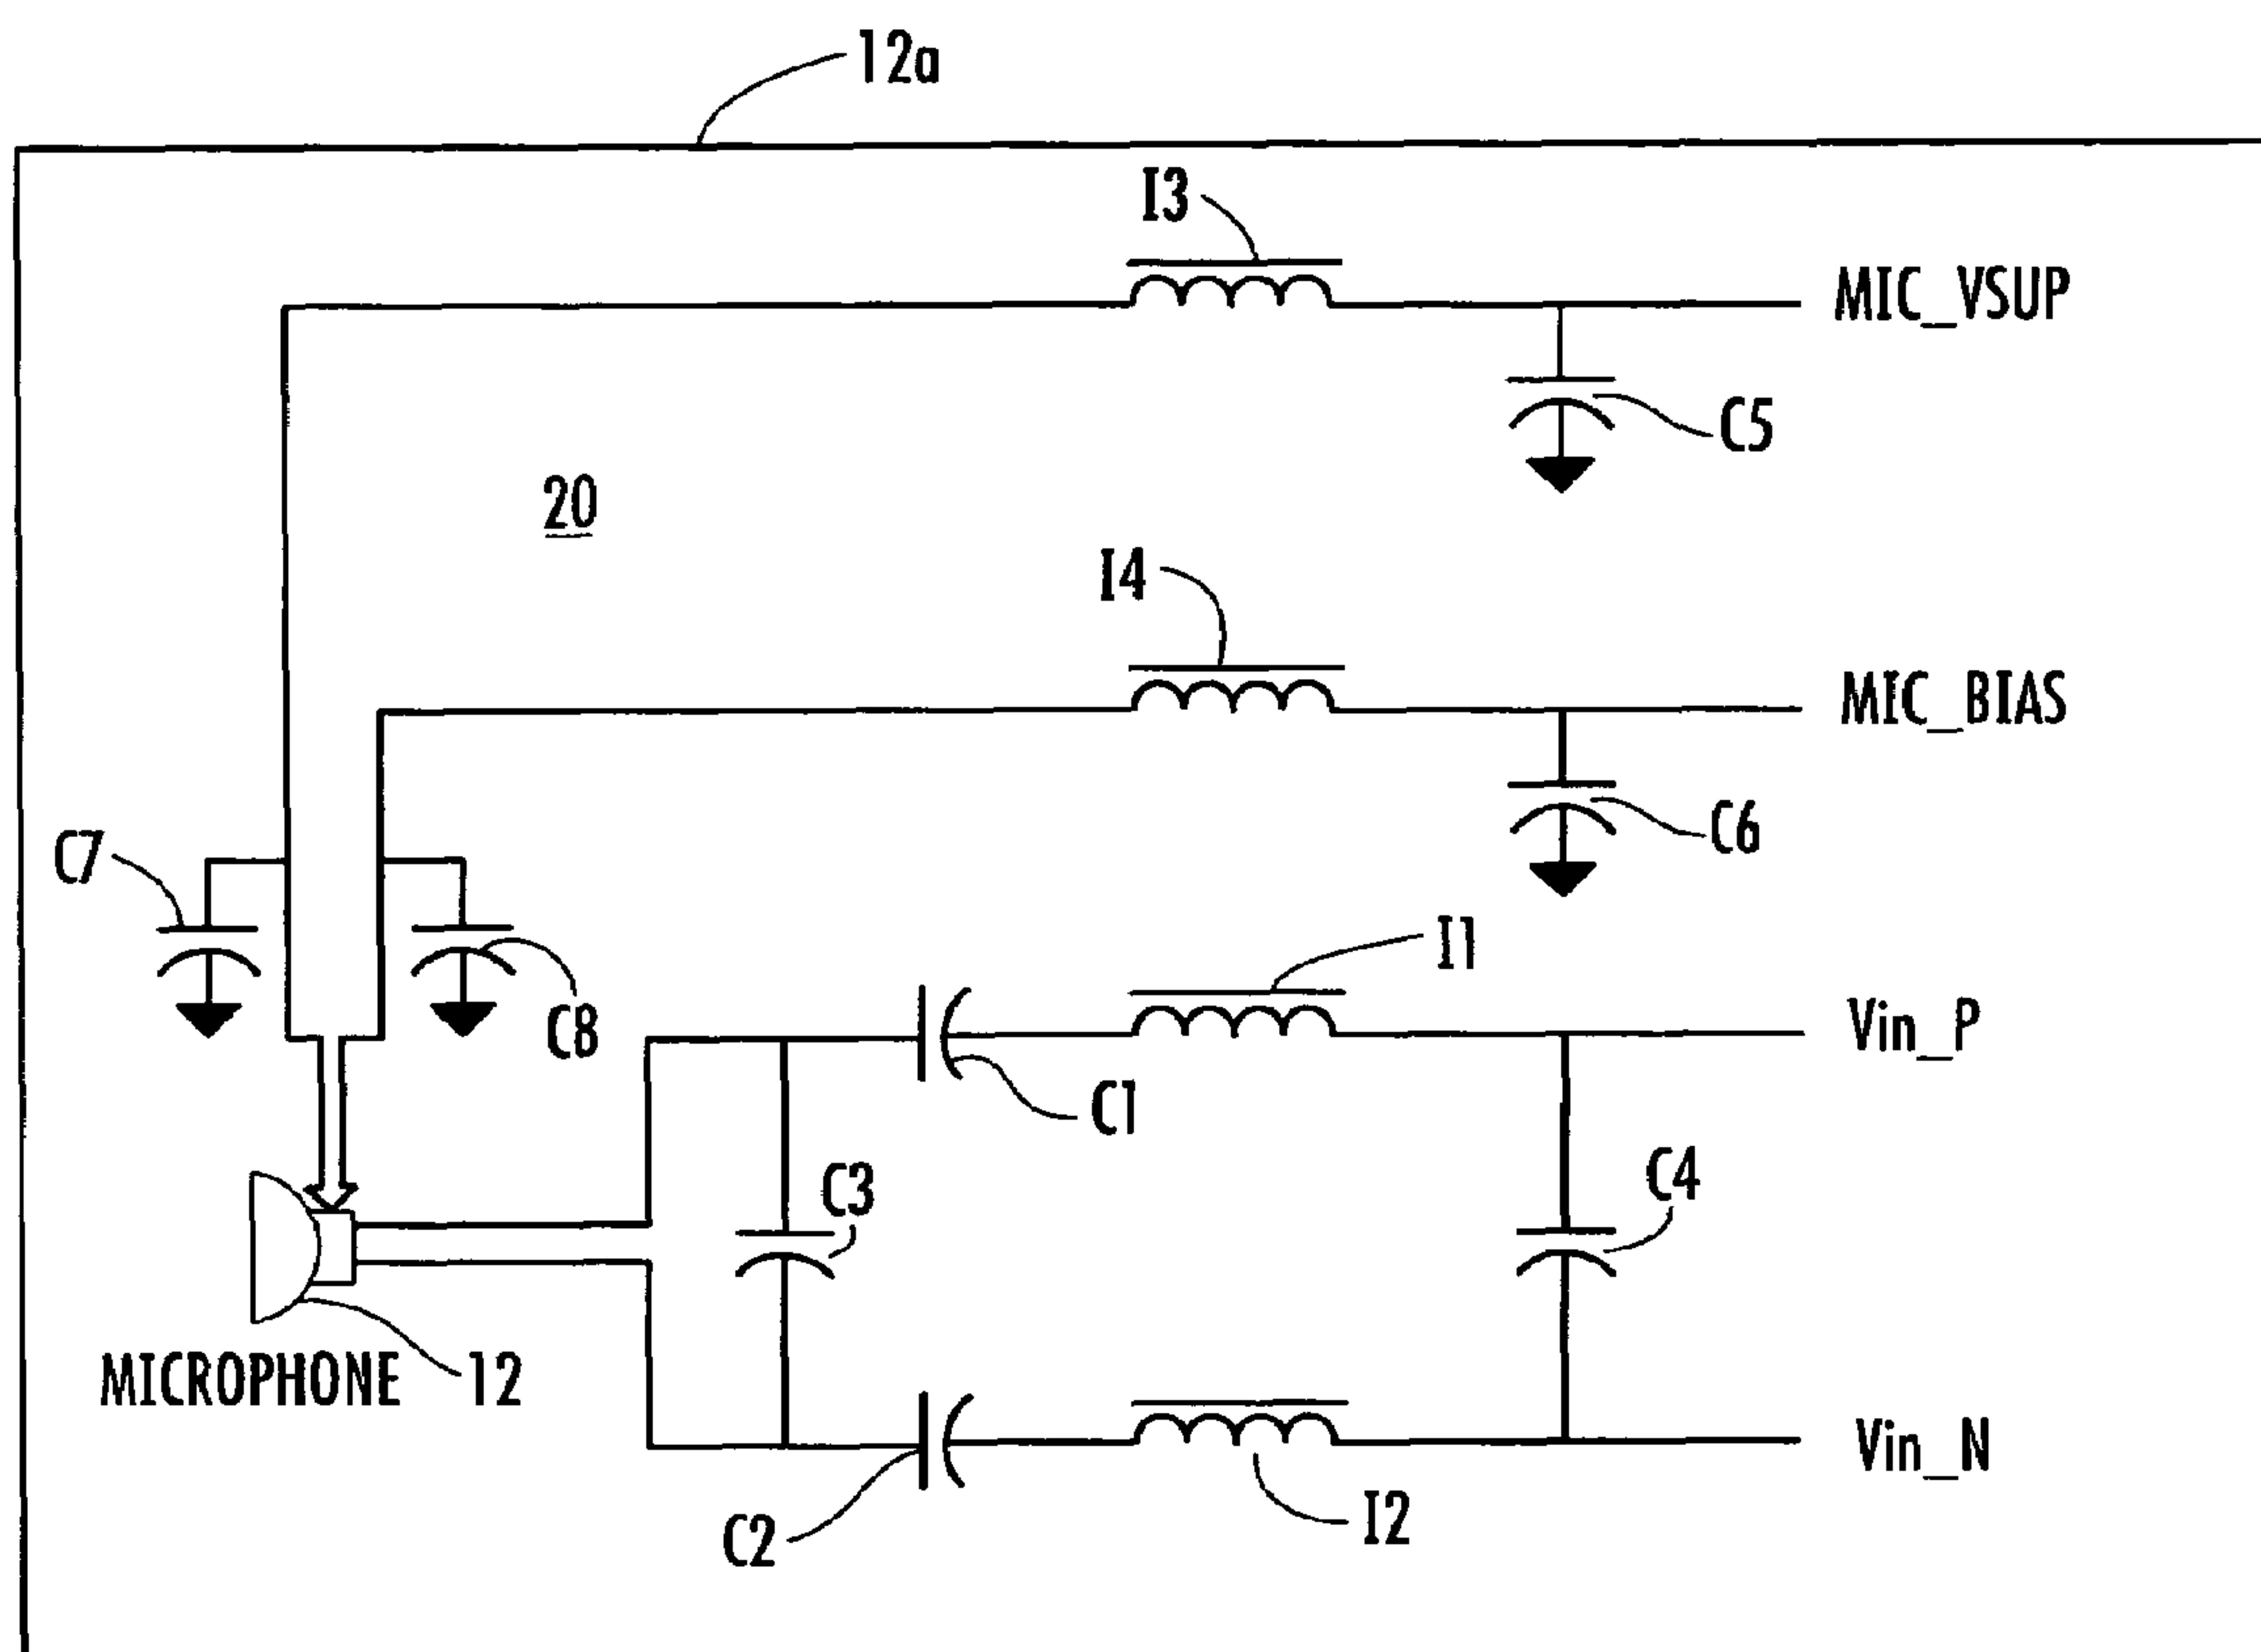 12a
I3
MIC_VSUP
C5
20
I4
MIC_BIAS
C6
C7
C8
I1
Vin_P
C1
C3
C4
MICROPHONE 12
Vin_N
C2
I2